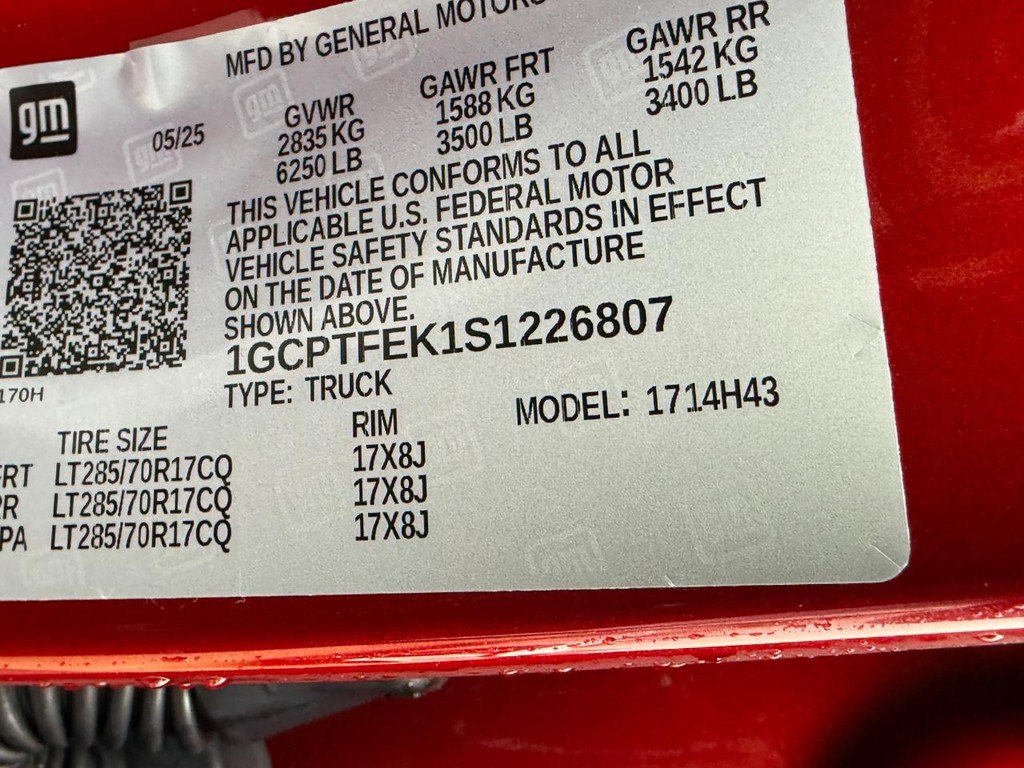 MFD BY GENERAL MOTORS
gm
05/25
GVWR GAWR FRT GAWR RR
2835 KG 1588 KG 1542 KG
6250 LB 3500 LB 3400 LB
THIS VEHICLE CONFORMS TO ALL
APPLICABLE U.S. FEDERAL MOTOR
VEHICLE SAFETY STANDARDS IN EFFECT
ON THE DATE OF MANUFACTURE
SHOWN ABOVE.
1GCPTFEK1S1226807
170H
TYPE: TRUCK MODEL: 1714H43
TIRE SIZE RIM
FRT LT285/70R17CQ 17X8J
RR LT285/70R17CQ 17X8J
PA LT285/70R17CQ 17X8J